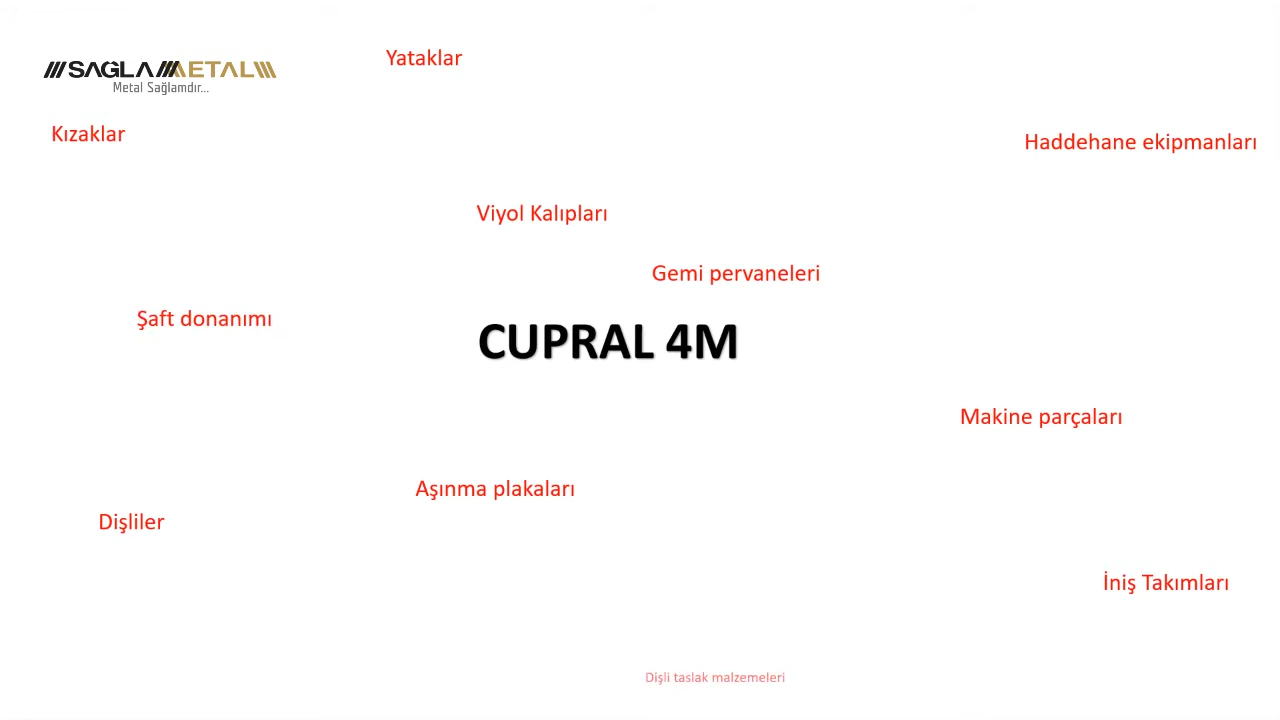 Yataklar
SAĞLAMMETAL
Metal Sağlamdır...
Kızaklar
Haddehane ekipmanları
Viyol Kalıpları
Gemi pervaneleri
Şaft donanımı
CUPRAL 4M
Makine parçaları
Aşınma plakaları
Dişliler
İniş Takımları
Dişli taslak malzemeleri